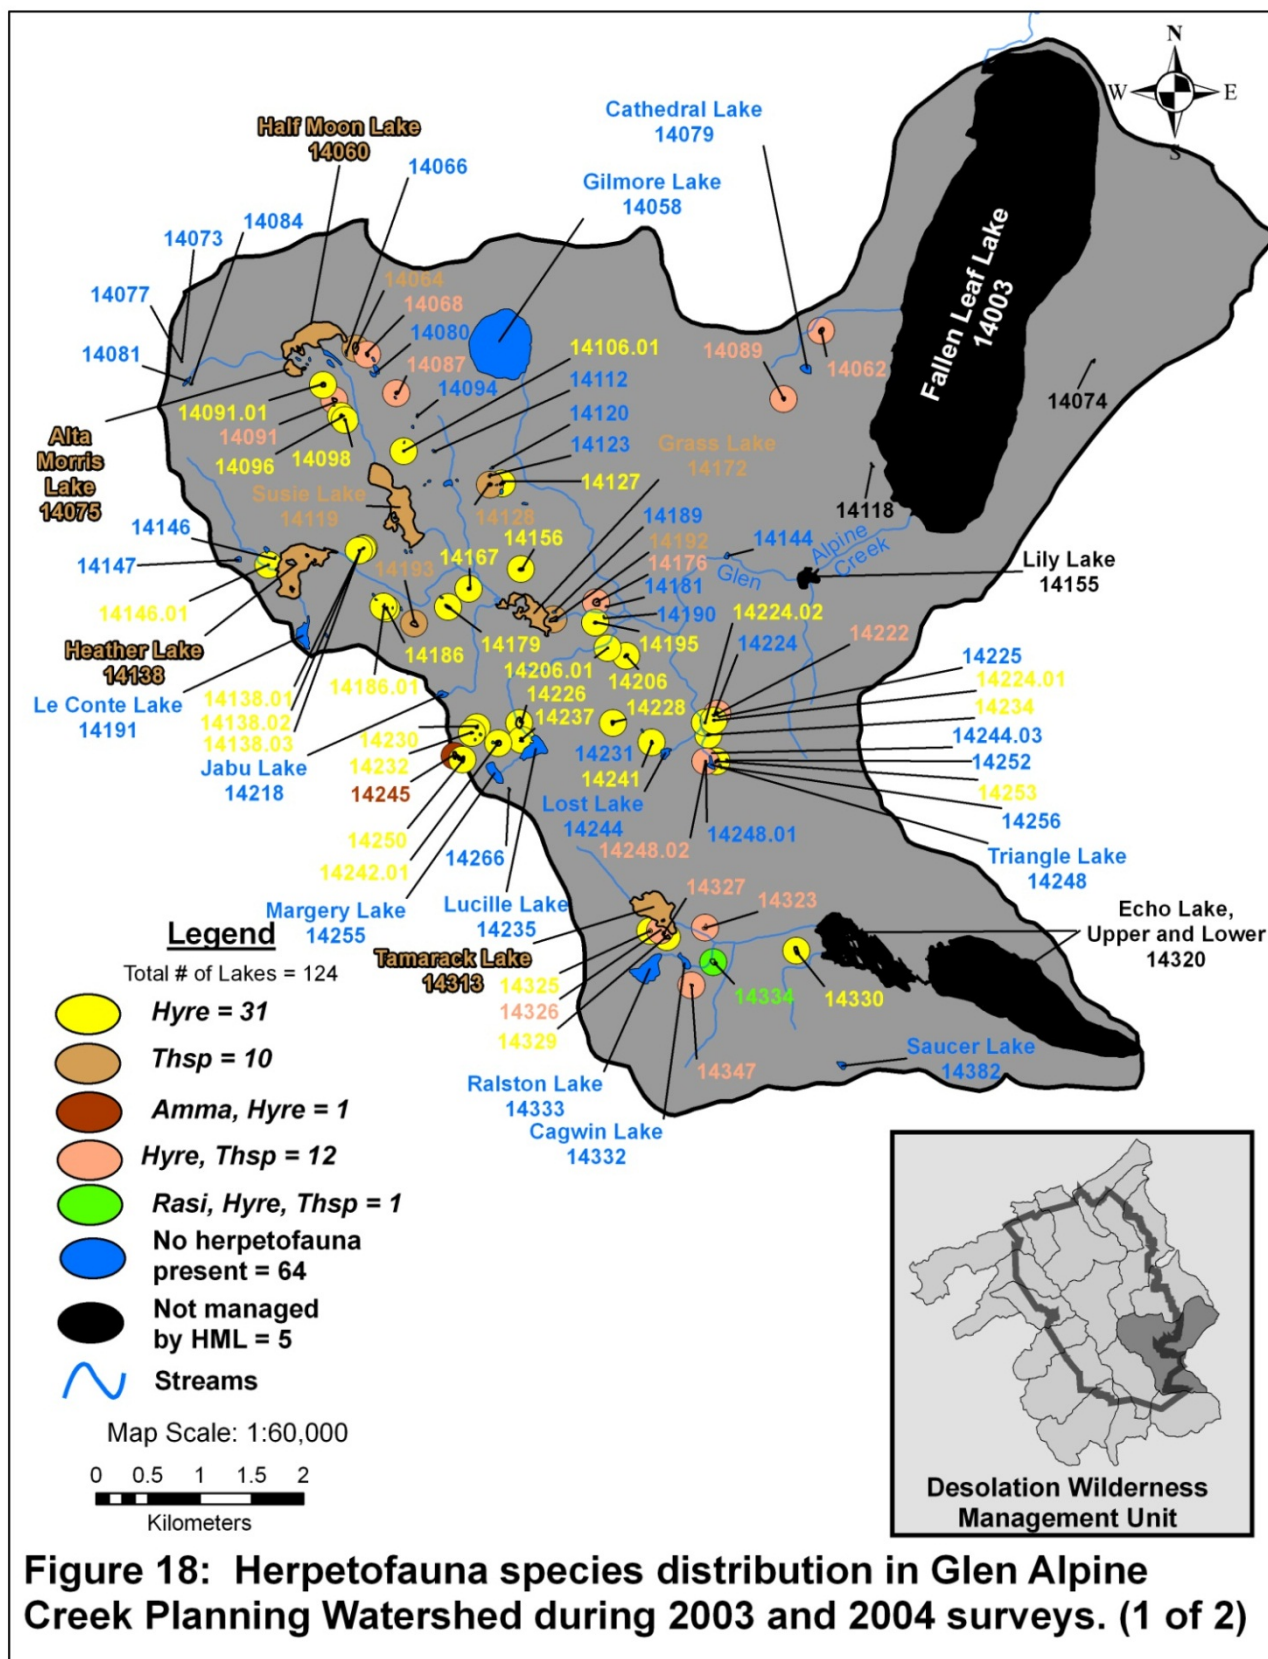 N
W
E
S
Cathedral Lake
14079
Half Moon Lake
14060
14066
Gilmore Lake
14058
14084
14073
14077
14081
14064
14068
14080
14087
14094
14106.01
14112
14120
14123
14089
14062
Fallen Leaf Lake
14003
14074
14118
14091.01
14091
14096
14098
Alta
Morris
Lake
14075
Susie Lake
14119
Grass Lake
14172
14127
14128
14189
14192
14176
14181
14190
14156
14167
14193
14146
14147
14146.01
14144
Glen
Alpine
Creek
Lily Lake
14155
14224.02
14224
14222
14225
14224.01
14234
14244.03
14252
14253
14256
Triangle Lake
14248
14195
14206
14206.01
14179
14186
14186.01
Heather Lake
14138
Le Conte Lake
14191
14138.01
14138.02
14138.03
Jabu Lake
14218
14226
14237
14228
14230
14232
14245
14231
14241
Lost Lake
14244
14248.01
14248.02
14250
14242.01
14266
Margery Lake
14255
Lucille Lake
14235
Tamarack Lake
14313
14327
14323
14325
14326
14329
14334
14330
14347
Echo Lake,
Upper and Lower
14320
Saucer Lake
14382
Ralston Lake
14333
Cagwin Lake
14332
Legend
Total # of Lakes = 124
Hyre = 31
Thsp = 10
Amma, Hyre = 1
Hyre, Thsp = 12
Rasi, Hyre, Thsp = 1
No herpetofauna
present = 64
Not managed
by HML = 5
Streams
Map Scale: 1:60,000
0 0.5 1 2
Kilometers
Desolation Wilderness
Management Unit
Figure 18: Herpetofauna species distribution in Glen Alpine
Creek Planning Watershed during 2003 and 2004 surveys. (1 of 2)